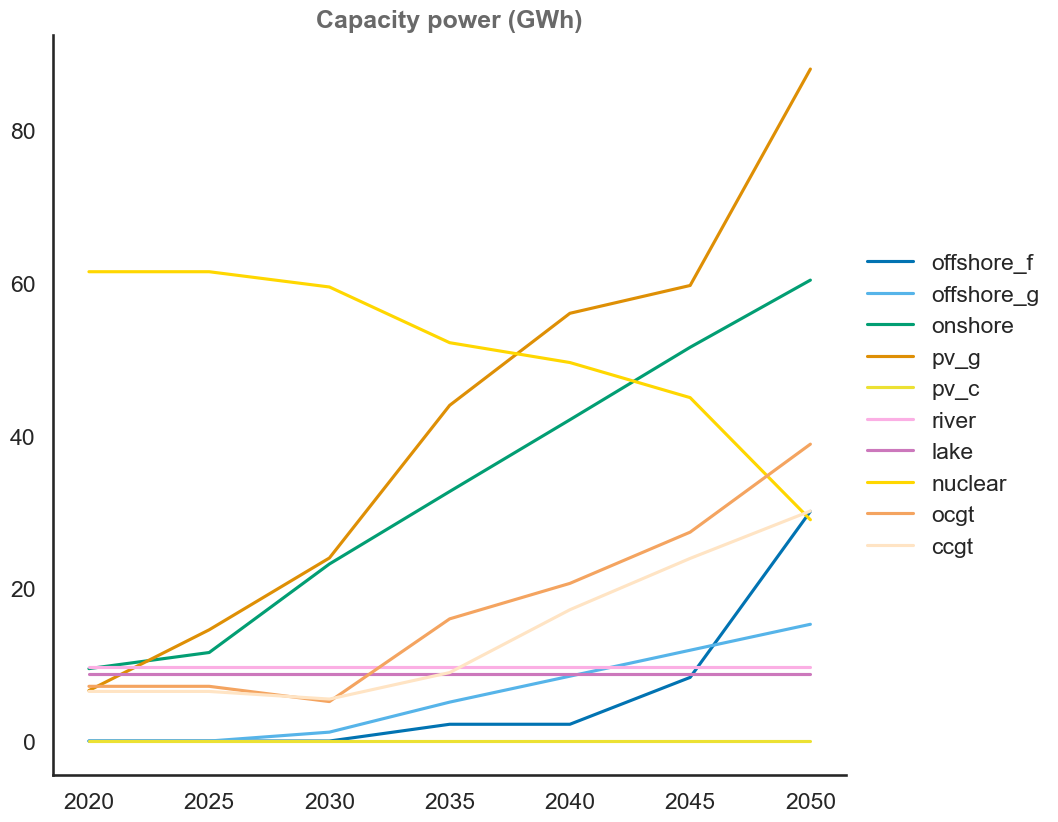 Capacity power (GWh)
80
60
40
20
0
2020 2025 2030 2035 2040 2045 2050
offshore_f
offshore_g
onshore
pv_g
pv_c
river
lake
nuclear
ocgt
ccgt